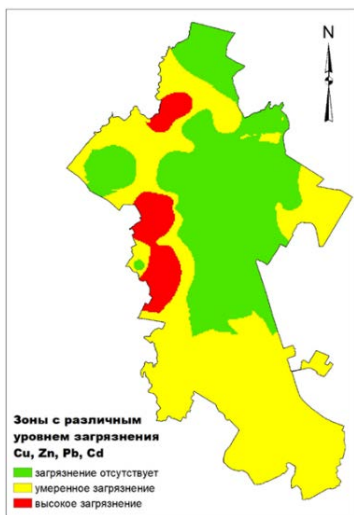 N
Зоны с различным
уровнем загрязнения
Cu, Zn, Pb, Cd
загрязнение отсутствует
умеренное загрязнение
высокое загрязнение